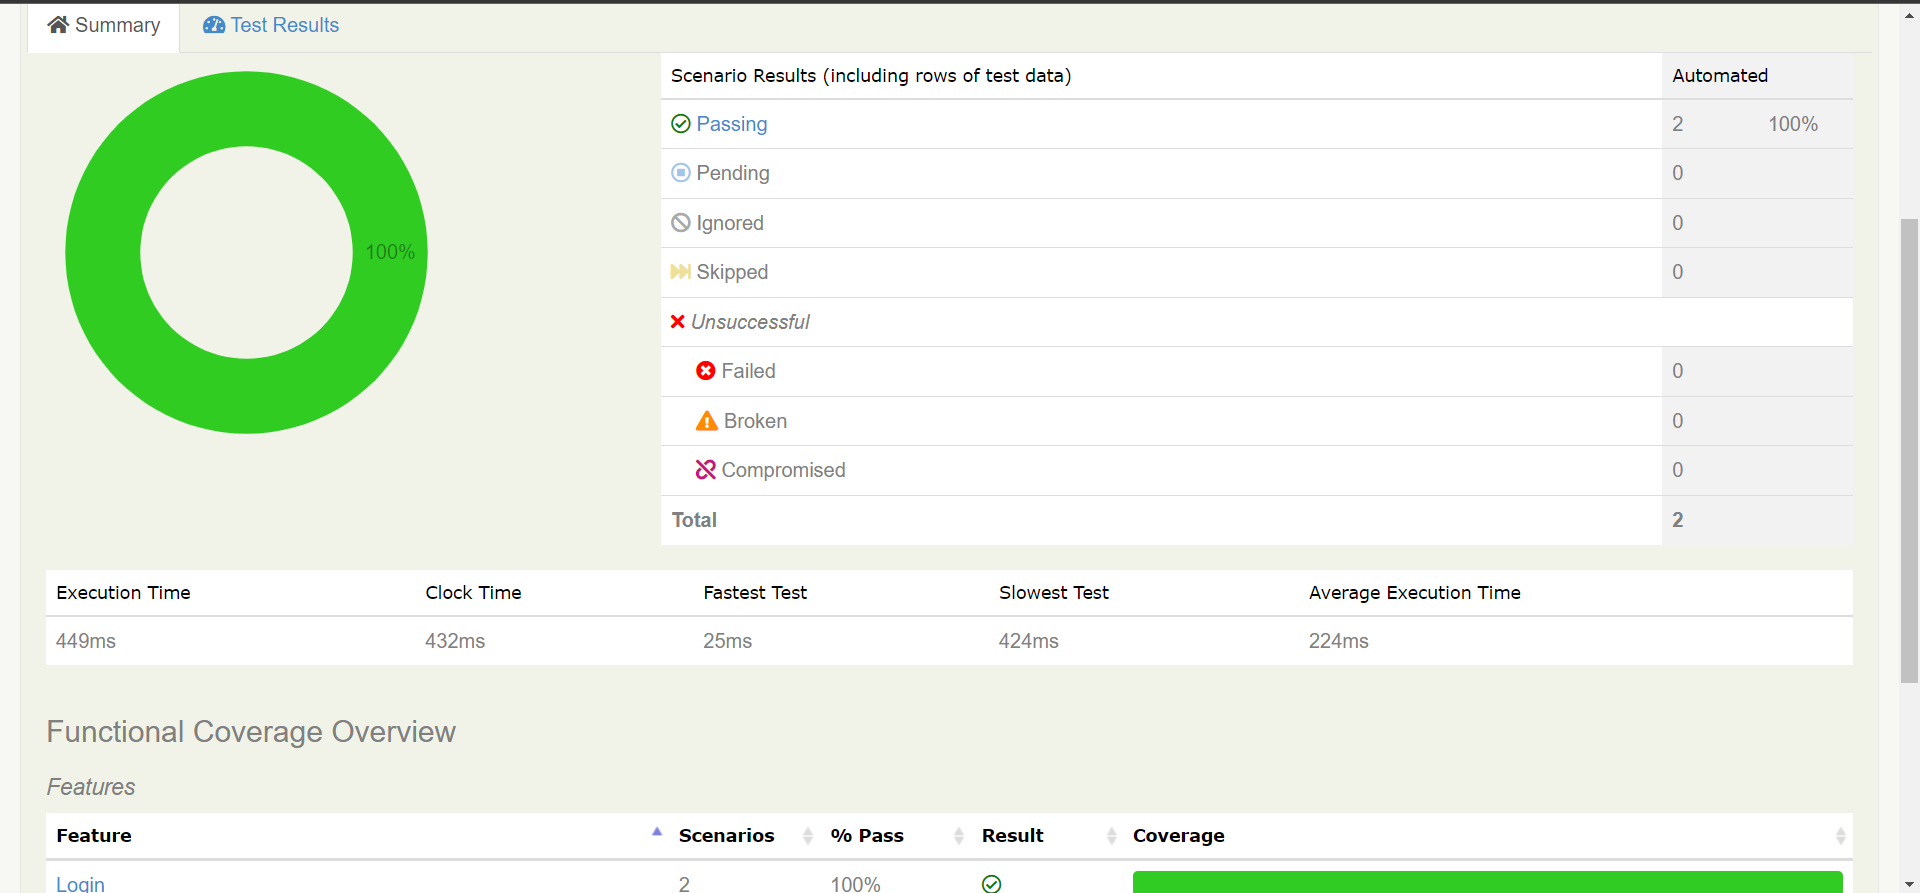 Summary Test Results
100%
Scenario Results (including rows of test data) Automated
Passing 2 100%
Pending 0
Ignored 0
Skipped 0
Unsuccessful
Failed 0
Broken 0
Compromised 0
Total 2
Execution Time Clock Time Fastest Test Slowest Test Average Execution Time
449ms 432ms 25ms 424ms 224ms
Functional Coverage Overview
Features
Feature Scenarios % Pass Result Coverage
Login 2 100%